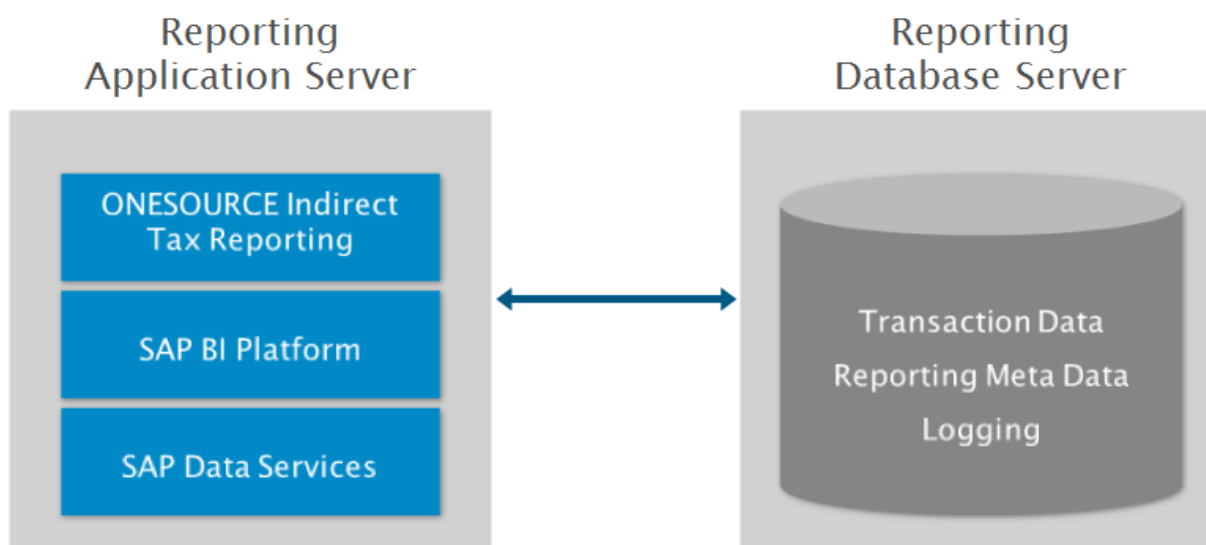 Reporting
Application Server
ONESOURCE Indirect
Tax Reporting
SAP BI Platform
SAP Data Services
Reporting
Database Server
Transaction Data
Reporting Meta Data
Logging